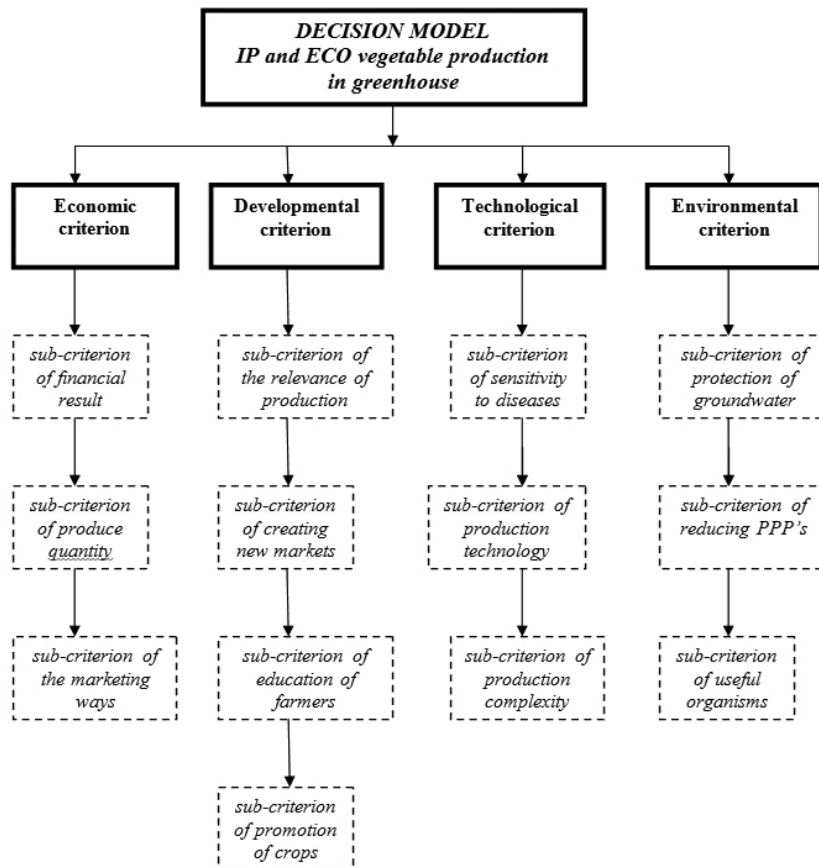 DECISION MODEL
IP and ECO vegetable production
in greenhouse
Economic
criterion
Developmental
criterion
Technological
criterion
Environmental
criterion
sub-criterion
of financial
result
sub-criterion of
the relevance of
production
sub-criterion
of sensitivity
to diseases
sub-criterion of
protection of
groundwater
sub-criterion
of produce
quantity
sub-criterion
of creating
new markets
sub-criterion of
production
technology
sub-criterion of
reducing PPP's
sub-criterion of
the marketing
ways
sub-criterion of
education of
farmers
sub-criterion of
production
complexity
sub-criterion
of useful
organisms
sub-criterion
of promotion
of crops